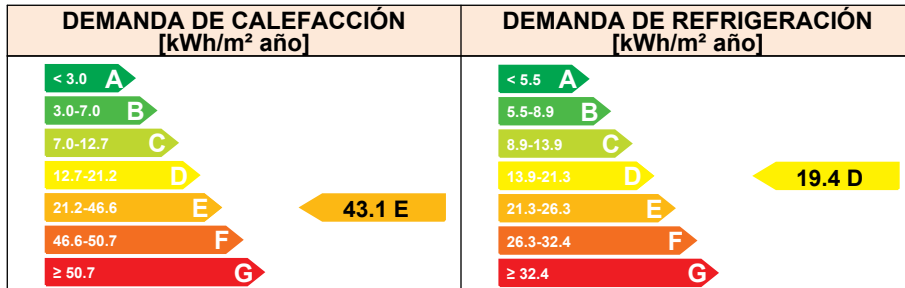 DEMANDA DE CALEFACCIÓN
[kWh/m² año]
< 3.0 A
3.0-7.0 B
7.0-12.7 C
12.7-21.2 D
21.2-46.6 E
46.6-50.7 F
≥ 50.7 G
43.1 E
DEMANDA DE REFRIGERACIÓN
[kWh/m² año]
< 5.5 A
5.5-8.9 B
8.9-13.9 C
13.9-21.3 D
21.3-26.3 E
26.3-32.4 F
≥ 32.4 G
19.4 D